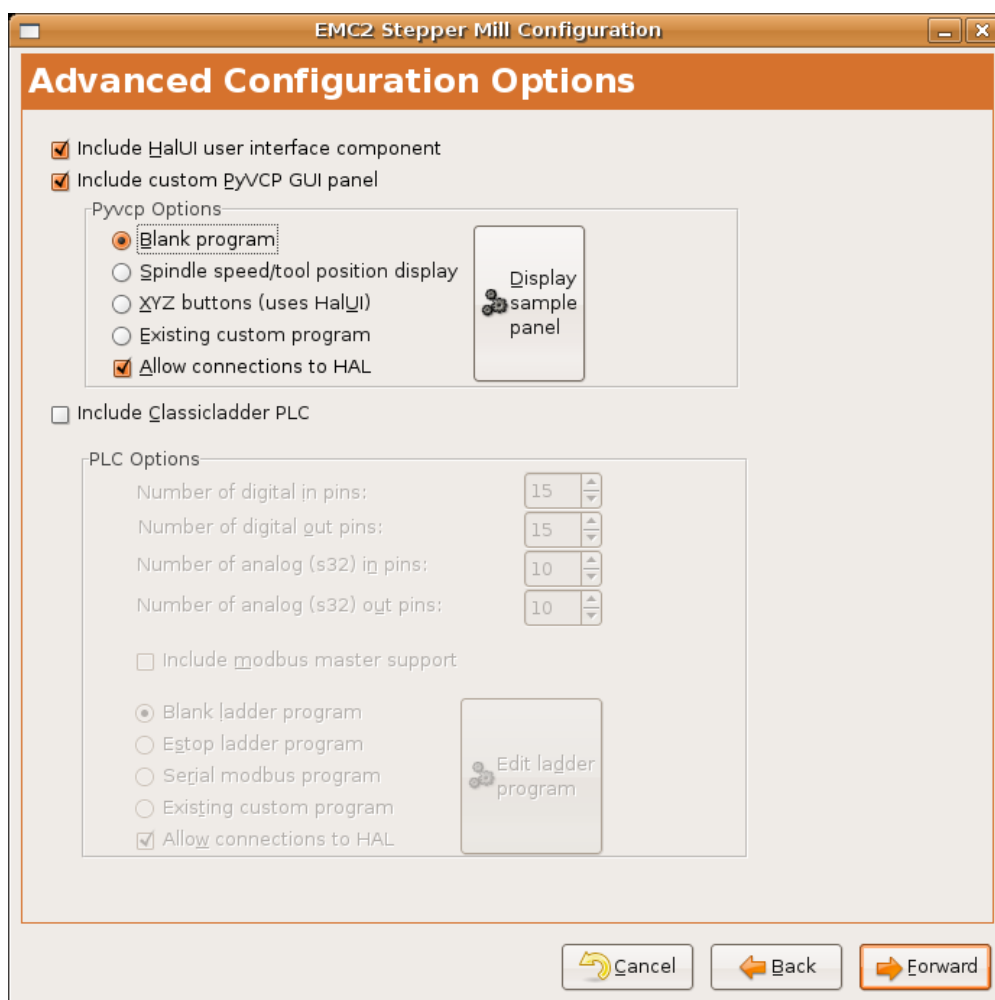 EMC2 Stepper Mill Configuration
Advanced Configuration Options
Include HalUI user interface component
Include custom PyVCP GUI panel
Pyvcp Options
Blank program
Spindle speed/tool position display
XYZ buttons (uses HalUI)
Existing custom program
Allow connections to HAL
Display
sample
panel
Include Classicladder PLC
PLC Options
Number of digital in pins: 15
Number of digital out pins: 15
Number of analog (s32) in pins: 10
Number of analog (s32) out pins: 10
Include modbus master support
Blank ladder program
Estop ladder program
Serial modbus program
Existing custom program
Allow connections to HAL
Edit ladder
program
Cancel Back Forward